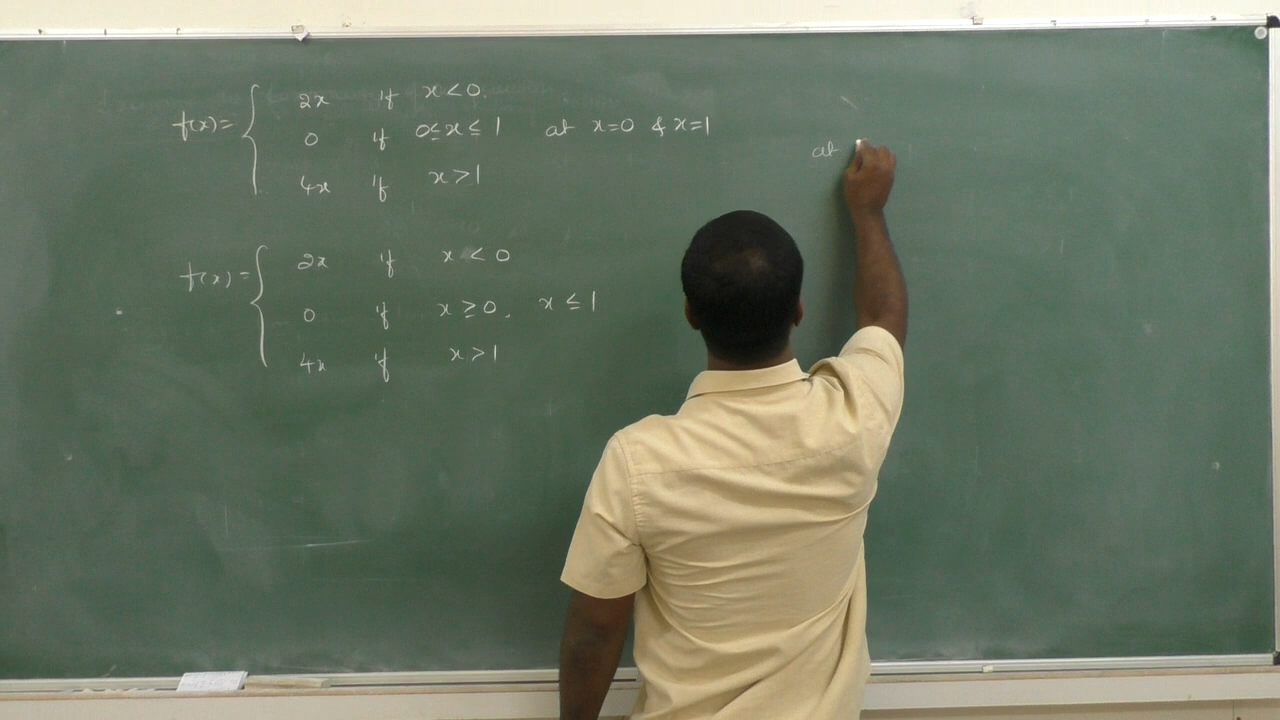 f(x)= { 2x if x<0.
0 if 0≤x≤1 at x=0 & x=1
4x if x>1
f(x)= { 2x if x<0
0 if x≥0, x≤1
4x if x>1
at